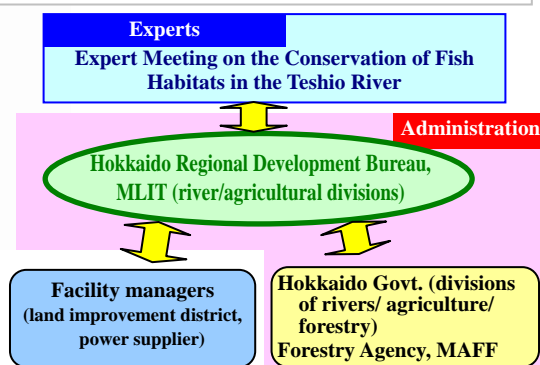 Experts
Expert Meeting on the Conservation of Fish
Habitats in the Teshio River
Administration
Hokkaido Regional Development Bureau,
MLIT (river/agricultural divisions)
Facility managers
(land improvement district,
power supplier)
Hokkaido Govt. (divisions
of rivers/ agriculture/
forestry)
Forestry Agency, MAFF